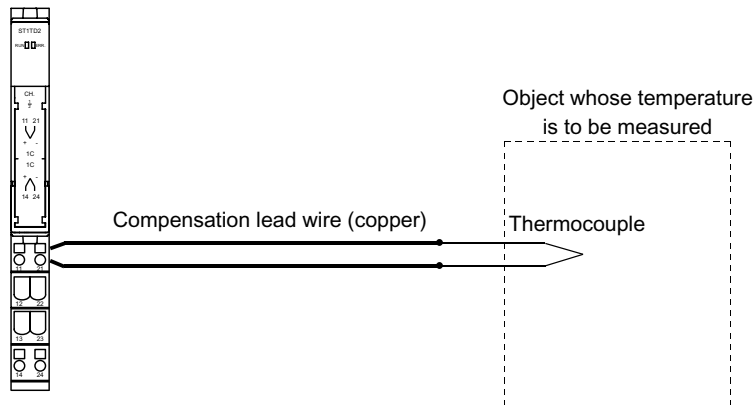 ST1TD2
RUN ERR.
CH.
11 21
+ -
1C
1C
+ -
14 24
11 21
12 22
13 23
14 24
Object whose temperature
is to be measured
Compensation lead wire (copper)
Thermocouple